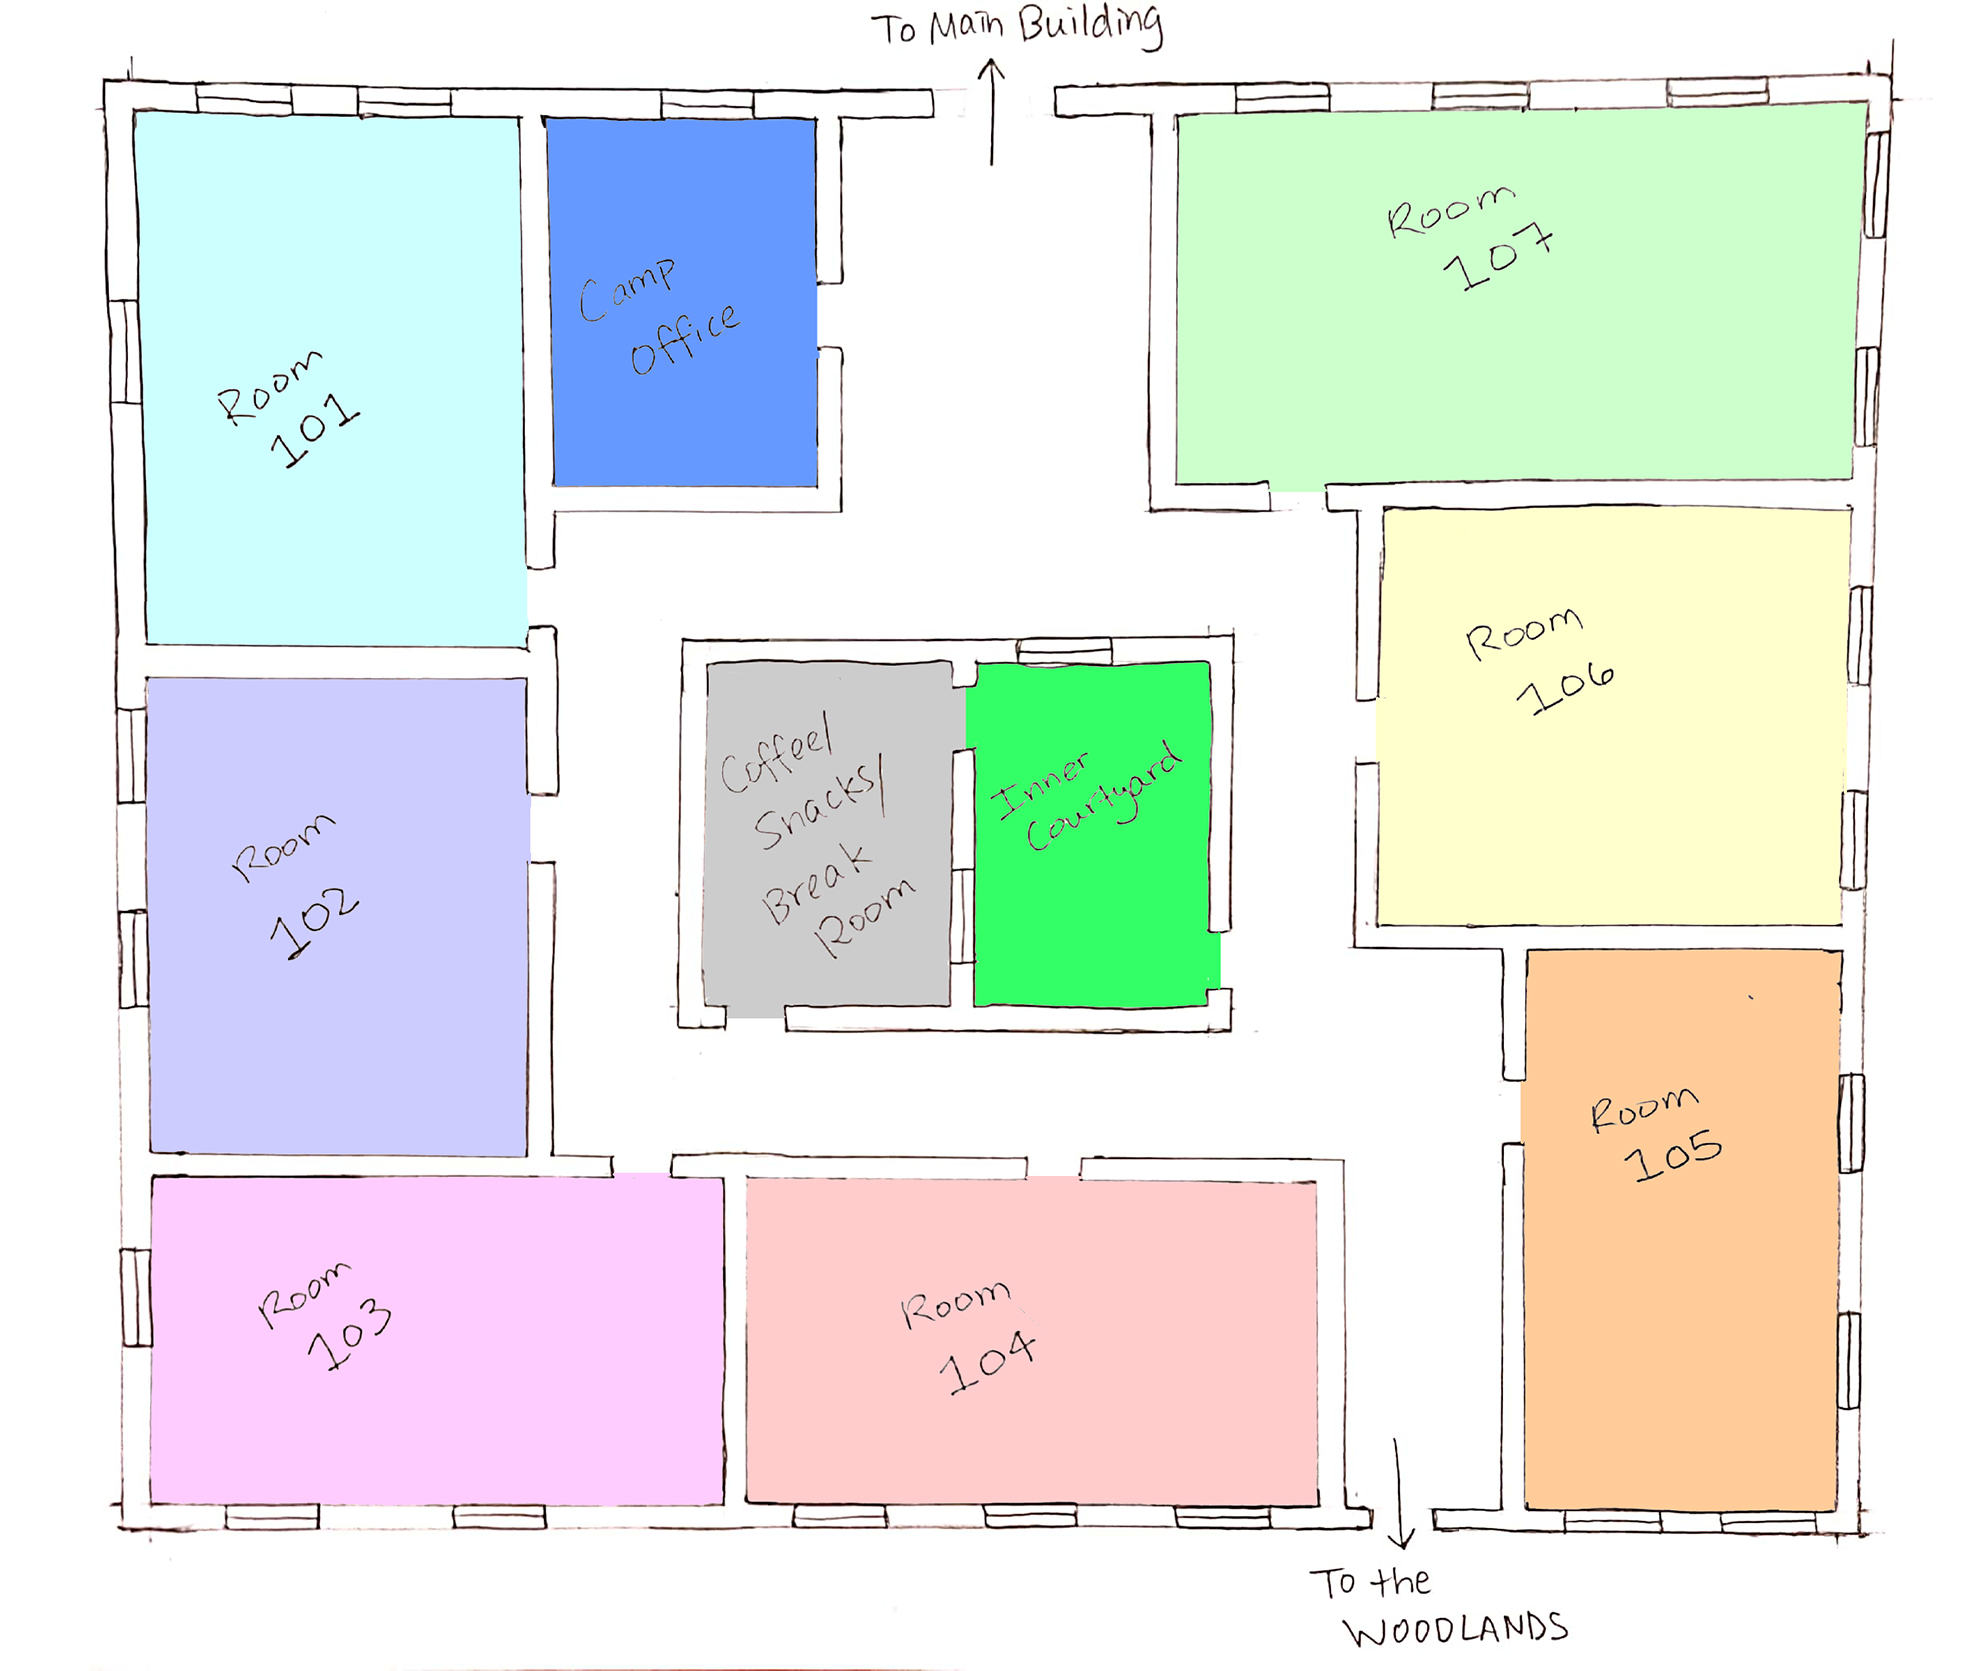 To Main Building
Room
107
Camp
Office
Room
101
Room
106
Coffee/
Snacks/
Break
Room
Inner
Courtyard
Room
102
Room
105
Room
103
Room
104
To the
WOODLANDS